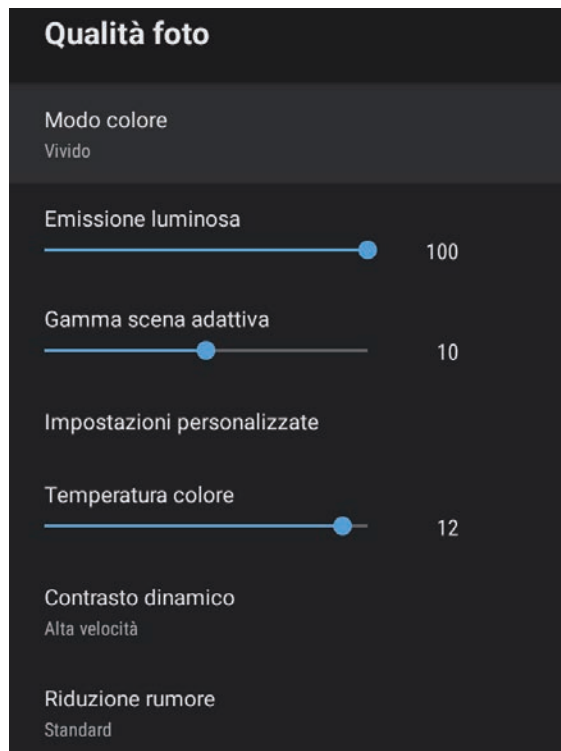 Qualità foto
Modo colore
Vivido
Emissione luminosa
100
Gamma scena adattiva
10
Impostazioni personalizzate
Temperatura colore
12
Contrasto dinamico
Alta velocità
Riduzione rumore
Standard